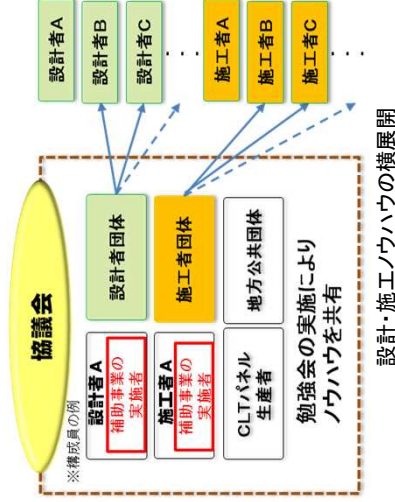 協議会
※構成員の例
設計者A
補助事業の
実施者
設計者団体
施工者A
補助事業の
実施者
施工者団体
CLTパネル
生産者
地方公共団体
勉強会の実施により
ノウハウを共有
設計者A
設計者B
設計者C
・・・
施工者A
施工者B
施工者C
・・・
設計・施工ノウハウの横展開